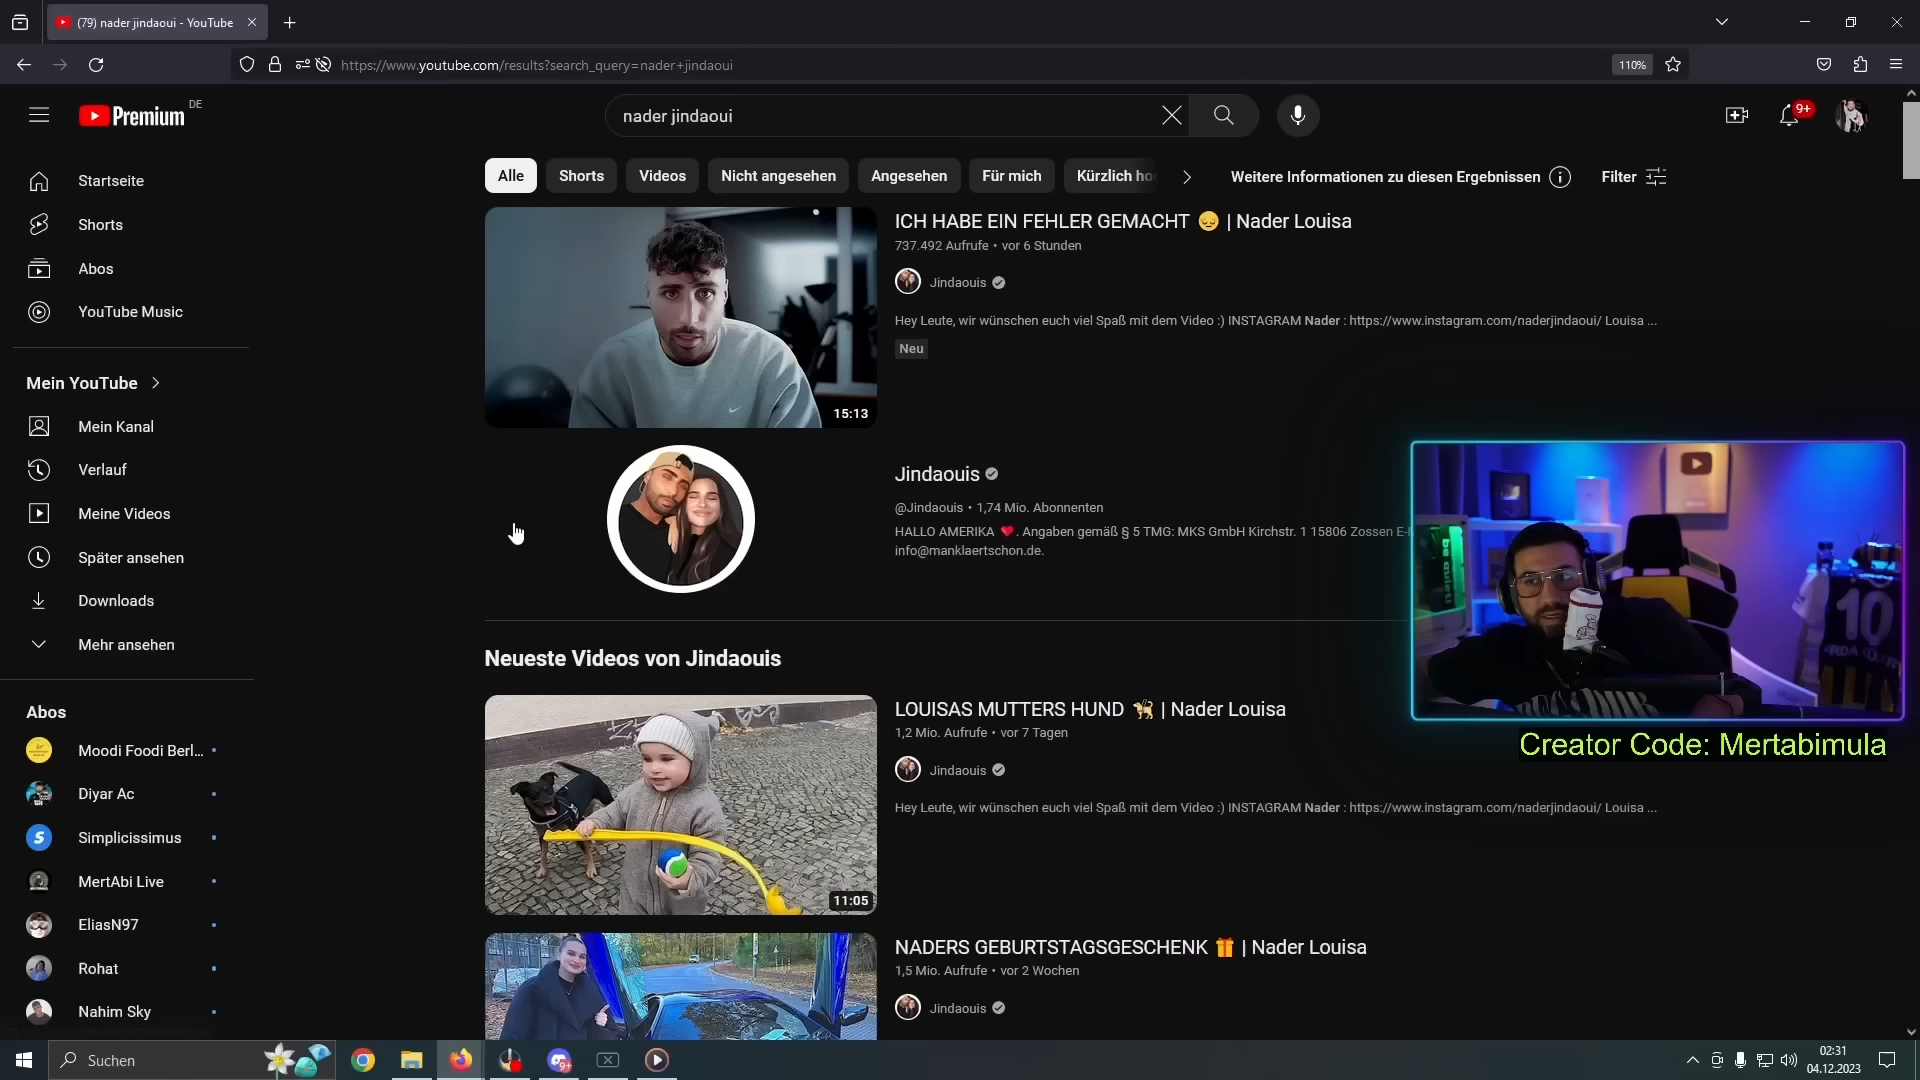 (79) nader jindaoui - YouTube
https://www.youtube.com/results?search_query=nader+jindaoui
110%
Premium
DE
nader jindaoui
9+
Startseite
Shorts
Abos
YouTube Music
Mein YouTube
Mein Kanal
Verlauf
Meine Videos
Später ansehen
Downloads
Mehr ansehen
Abos
Moodi Foodi Berl...
Diyar Ac
Simplicissimus
MertAbi Live
EliasN97
Rohat
Nahim Sky
Alle
Shorts
Videos
Nicht angesehen
Angesehen
Für mich
Kürzlich
Weitere Informationen zu diesen Ergebnissen
Filter
15:13
ICH HABE EIN FEHLER GEMACHT 😔 | Nader Louisa
737.492 Aufrufe • vor 6 Stunden
Jindaouis
Hey Leute, wir wünschen euch viel Spaß mit dem Video :) INSTAGRAM Nader : https://www.instagram.com/naderjindaoui/ Louisa ...
Neu
Jindaouis
@Jindaouis • 1,74 Mio. Abonnenten
HALLO AMERIKA ❤️. Angaben gemäß § 5 TMG: MKS GmbH Kirchstr. 1 15806 Zossen
info@manklaertschon.de.
Neueste Videos von Jindaouis
11:05
LOUISAS MUTTERS HUND 🐕 | Nader Louisa
1,2 Mio. Aufrufe • vor 7 Tagen
Jindaouis
Hey Leute, wir wünschen euch viel Spaß mit dem Video :) INSTAGRAM Nader : https://www.instagram.com/naderjindaoui/ Louisa ...
NADERS GEBURTSTAGSGESCHENK 🎁 | Nader Louisa
1,5 Mio. Aufrufe • vor 2 Wochen
Jindaouis
be quiet!
10
Creator Code: Mertabimula
Suchen
9+
02:31
04.12.2023